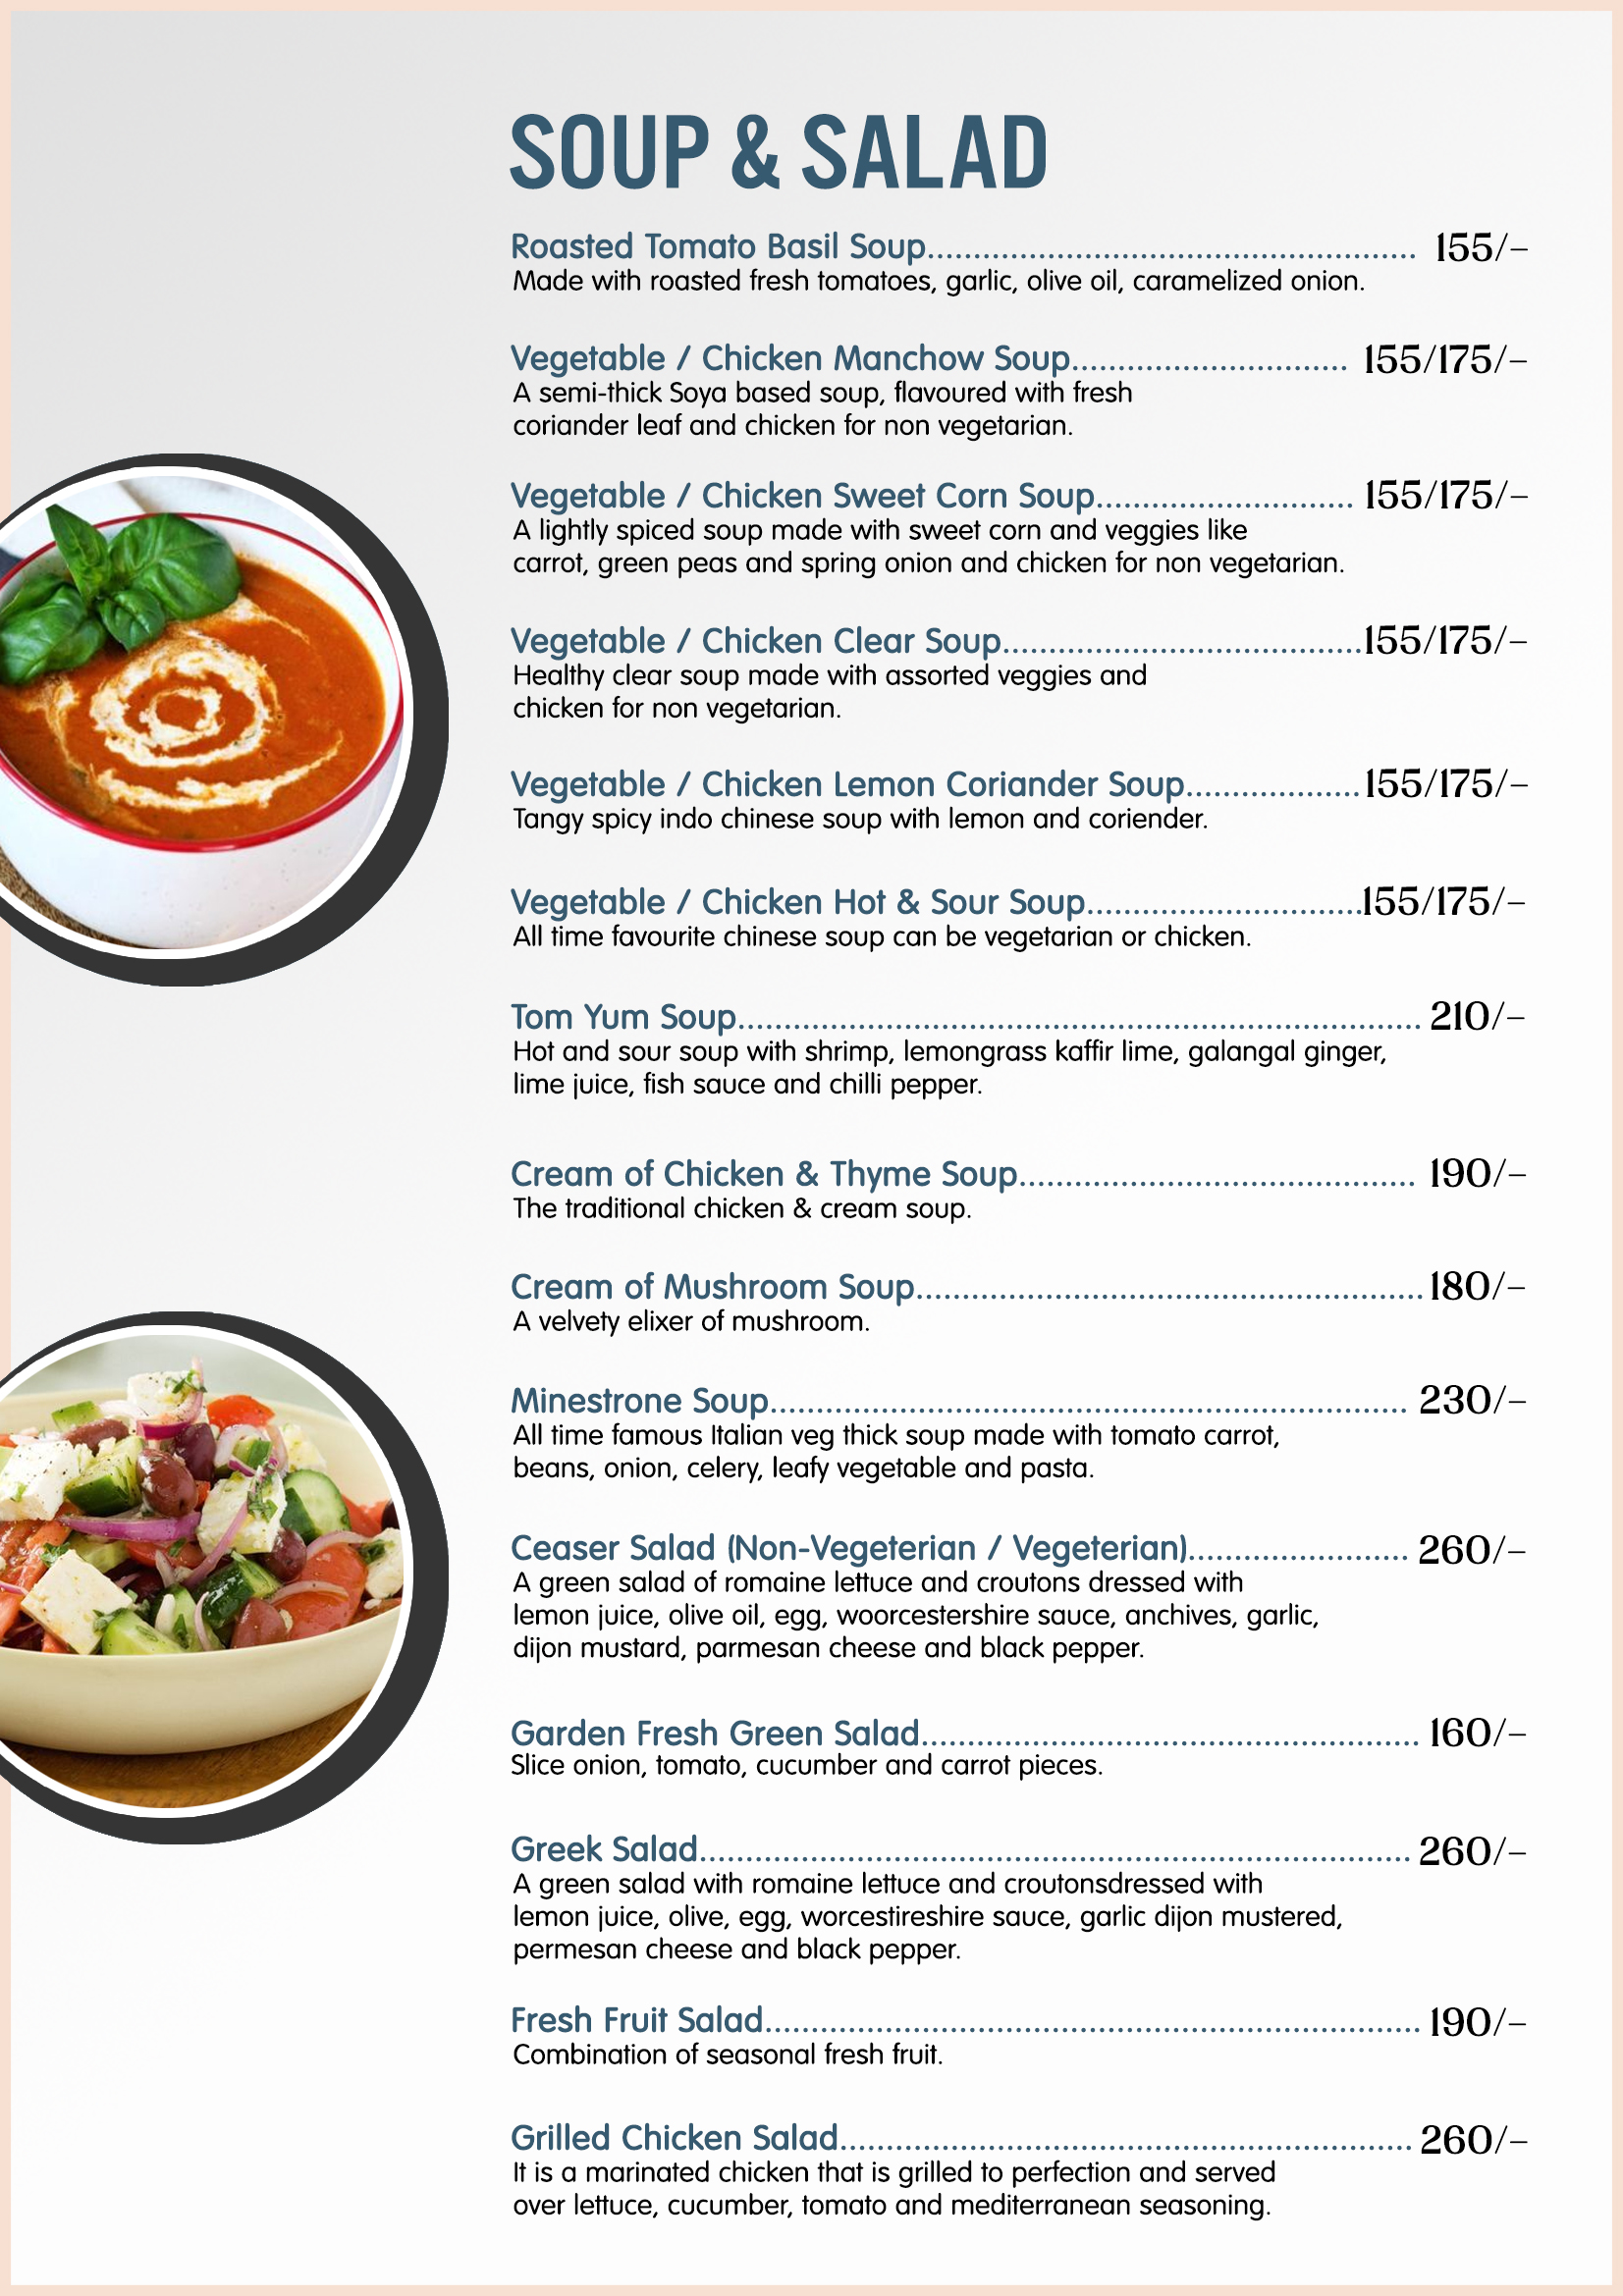 SOUP & SALAD
Roasted Tomato Basil Soup..................................................... 155/-
Made with roasted fresh tomatoes, garlic, olive oil, caramelized onion.
Vegetable / Chicken Manchow Soup.............................. 155/175/-
A semi-thick Soya based soup, flavoured with fresh
coriander leaf and chicken for non vegetarian.
Vegetable / Chicken Sweet Corn Soup............................ 155/175/-
A lightly spiced soup made with sweet corn and veggies like
carrot, green peas and spring onion and chicken for non vegetarian.
Vegetable / Chicken Clear Soup.......................................155/175/-
Healthy clear soup made with assorted veggies and
chicken for non vegetarian.
Vegetable / Chicken Lemon Coriander Soup...................155/175/-
Tangy spicy indo chinese soup with lemon and coriender.
Vegetable / Chicken Hot & Sour Soup..............................155/175/-
All time favourite chinese soup can be vegetarian or chicken.
Tom Yum Soup.......................................................................... 210/-
Hot and sour soup with shrimp, lemongrass kaffir lime, galangal ginger,
lime juice, fish sauce and chilli pepper.
Cream of Chicken & Thyme Soup........................................... 190/-
The traditional chicken & cream soup.
Cream of Mushroom Soup....................................................... 180/-
A velvety elixer of mushroom.
Minestrone Soup..................................................................... 230/-
All time famous Italian veg thick soup made with tomato carrot,
beans, onion, celery, leafy vegetable and pasta.
Ceaser Salad (Non-Vegeterian / Vegeterian)........................ 260/-
A green salad of romaine lettuce and croutons dressed with
lemon juice, olive oil, egg, woorcestershire sauce, anchives, garlic,
dijon mustard, parmesan cheese and black pepper.
Garden Fresh Green Salad...................................................... 160/-
Slice onion, tomato, cucumber and carrot pieces.
Greek Salad............................................................................. 260/-
A green salad with romaine lettuce and croutonsdressed with
lemon juice, olive, egg, worcestireshire sauce, garlic dijon mustered,
permesan cheese and black pepper.
Fresh Fruit Salad....................................................................... 190/-
Combination of seasonal fresh fruit.
Grilled Chicken Salad.............................................................. 260/-
It is a marinated chicken that is grilled to perfection and served
over lettuce, cucumber, tomato and mediterranean seasoning.